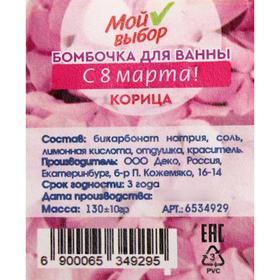 Мой
выбор
БОМБОЧКА ДЛЯ ВАННЫ
С 8 марта!
КОРИЦА
Состав: бикарбонат натрия, соль,
лимонная кислота, отдушка, краситель.
Производитель: ООО Деко, Россия,
Екатеринбург, б-р П. Кожемяко, 16-14
Срок годности: 3 года
Дата производства:
Масса: 130±10гр АРТ. 6534929
6 900065 349295
EAC
3
PVC